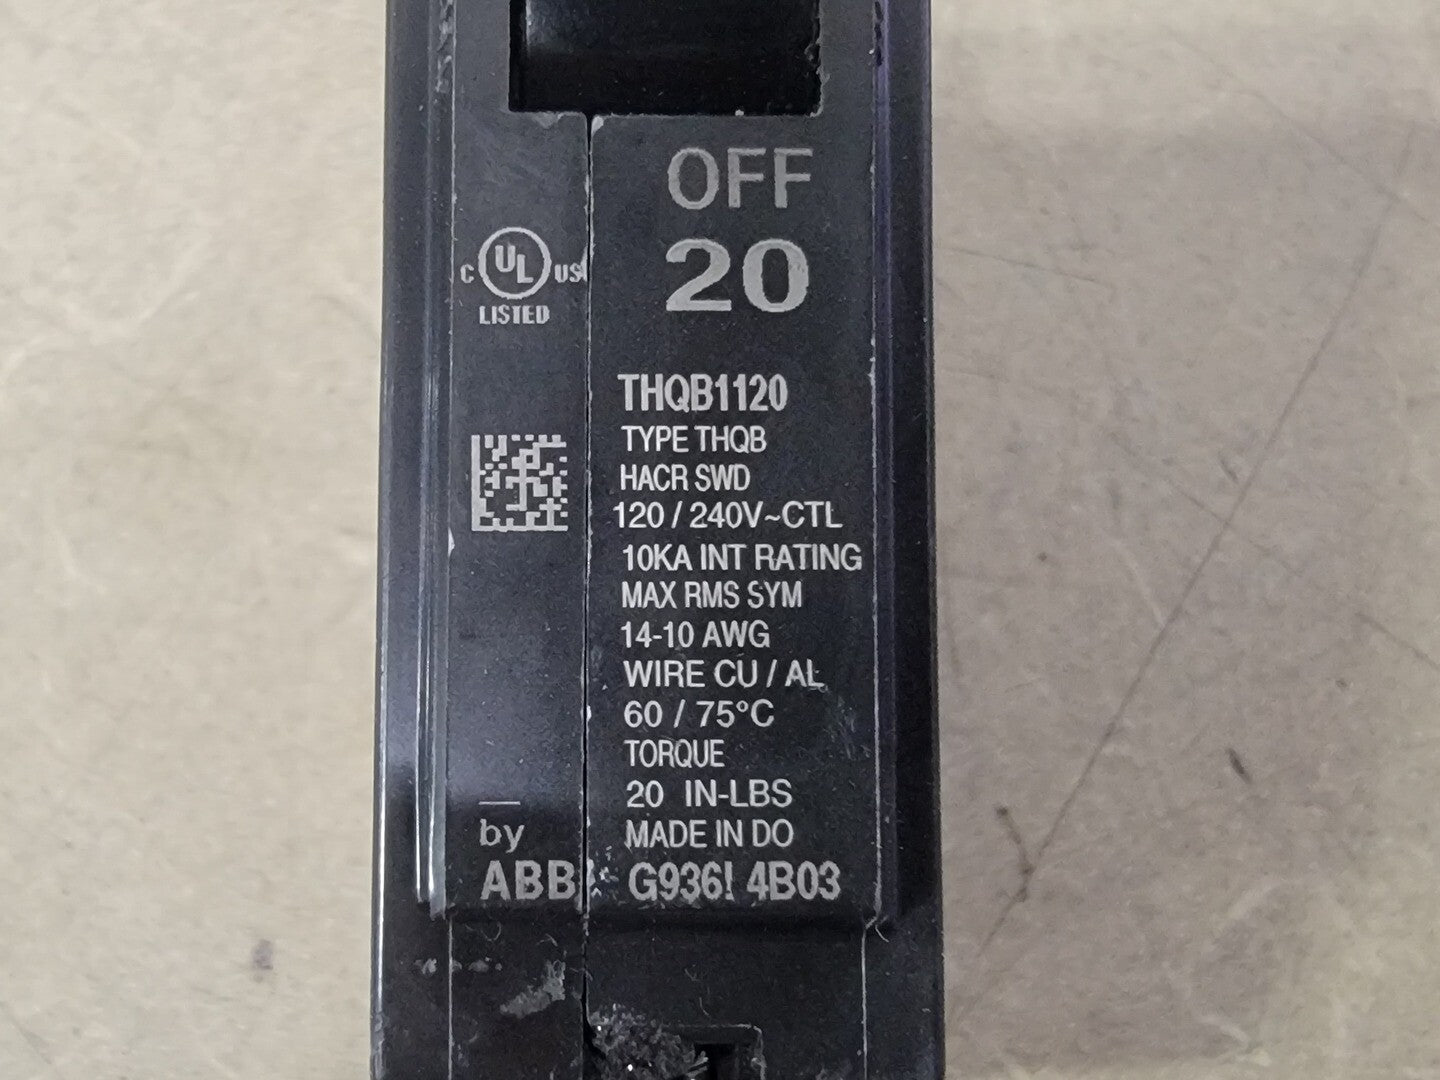 OFF
20
C UL US
LISTED
THQB1120
TYPE THQB
HACR SWD
120 / 240V~CTL
10KA INT RATING
MAX RMS SYM
14-10 AWG
WIRE CU / AL
60 / 75°C
TORQUE
20 IN-LBS
MADE IN DO
G936! 4B03
by
ABB